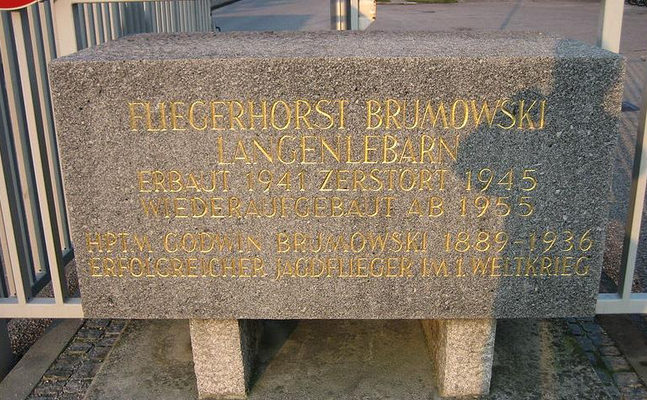 FLIEGERHORST BRUMOWSKI
LANGENLEBARN
ERBAUT 1941 ZERSTÖRT 1945
WIEDERAUFGEBAUT AB 1955
HPTM. GODWIN BRUMOWSKI 1889-1936
ERFOLGREICHER JAGDFLIEGER IM 1. WELTKRIEG